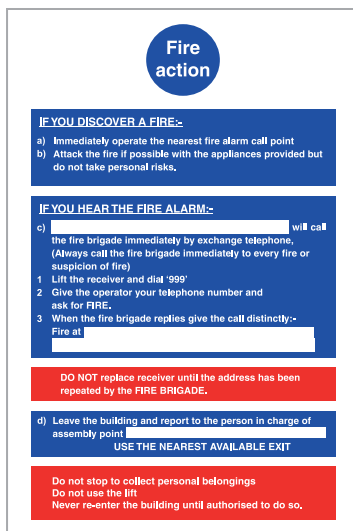 Fire
action
IF YOU DISCOVER A FIRE:-
a) Immediately operate the nearest fire alarm call point
b) Attack the fire if possible with the appliances provided but
do not take personal risks.
IF YOU HEAR THE FIRE ALARM:-
c) will call
the fire brigade immediately by exchange telephone,
(Always call the fire brigade immediately to every fire or
suspicion of fire)
1 Lift the receiver and dial ‘999’
2 Give the operator your telephone number and
ask for FIRE.
3 When the fire brigade replies give the call distinctly:-
Fire at
DO NOT replace receiver until the address has been
repeated by the FIRE BRIGADE.
d) Leave the building and report to the person in charge of
assembly point
USE THE NEAREST AVAILABLE EXIT
Do not stop to collect personal belongings
Do not use the lift
Never re-enter the building until authorised to do so.